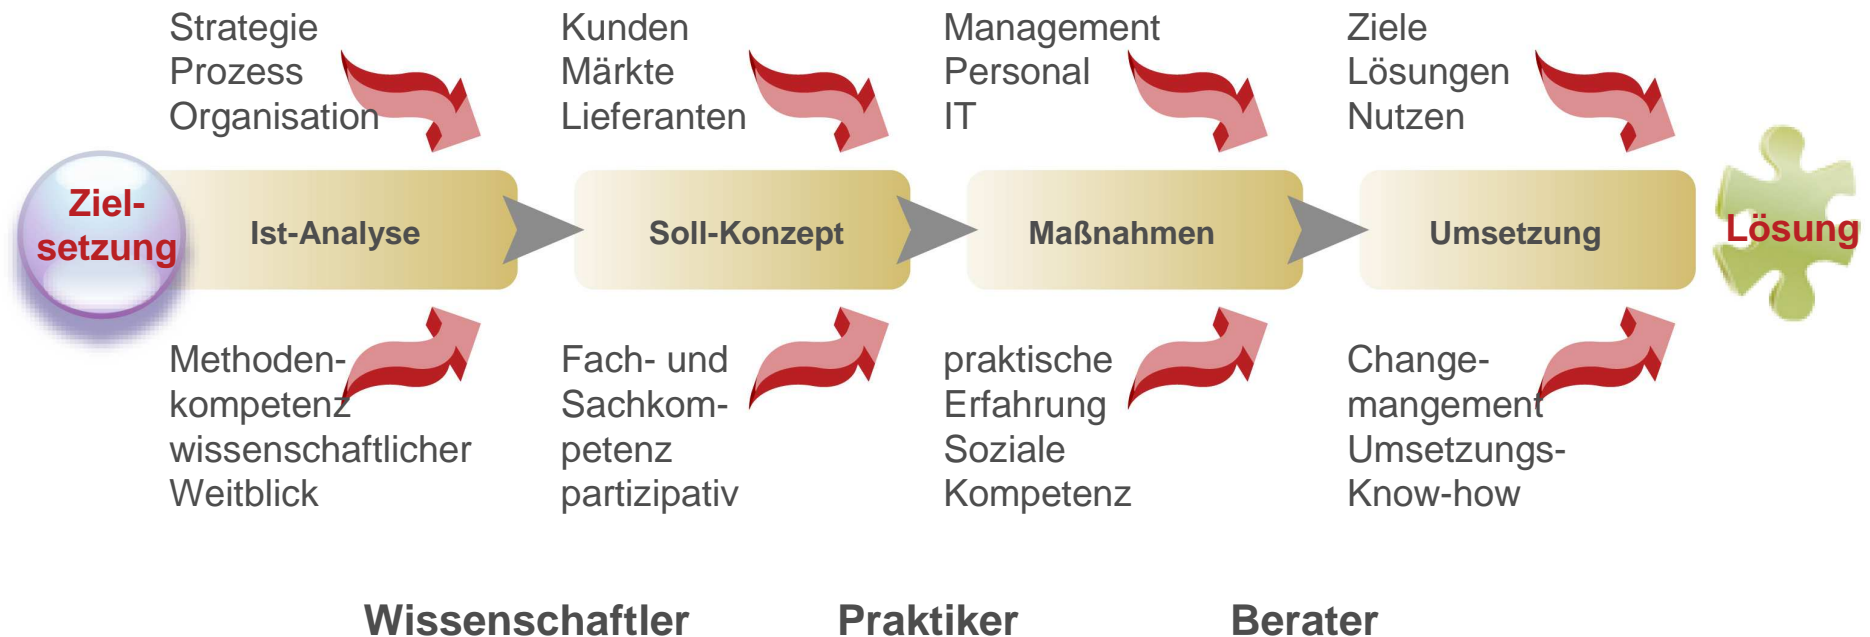 Strategie
Prozess
Organisation
Kunden
Märkte
Lieferanten
Management
Personal
IT
Ziele
Lösungen
Nutzen
Ziel-
setzung
Ist-Analyse
Soll-Konzept
Maßnahmen
Umsetzung
Lösung
Methoden-
kompetenz
wissenschaftlicher
Weitblick
Fach- und
Sachkom-
petenz
partizipativ
praktische
Erfahrung
Soziale
Kompetenz
Change-
mangement
Umsetzungs-
Know-how
Wissenschaftler
Praktiker
Berater